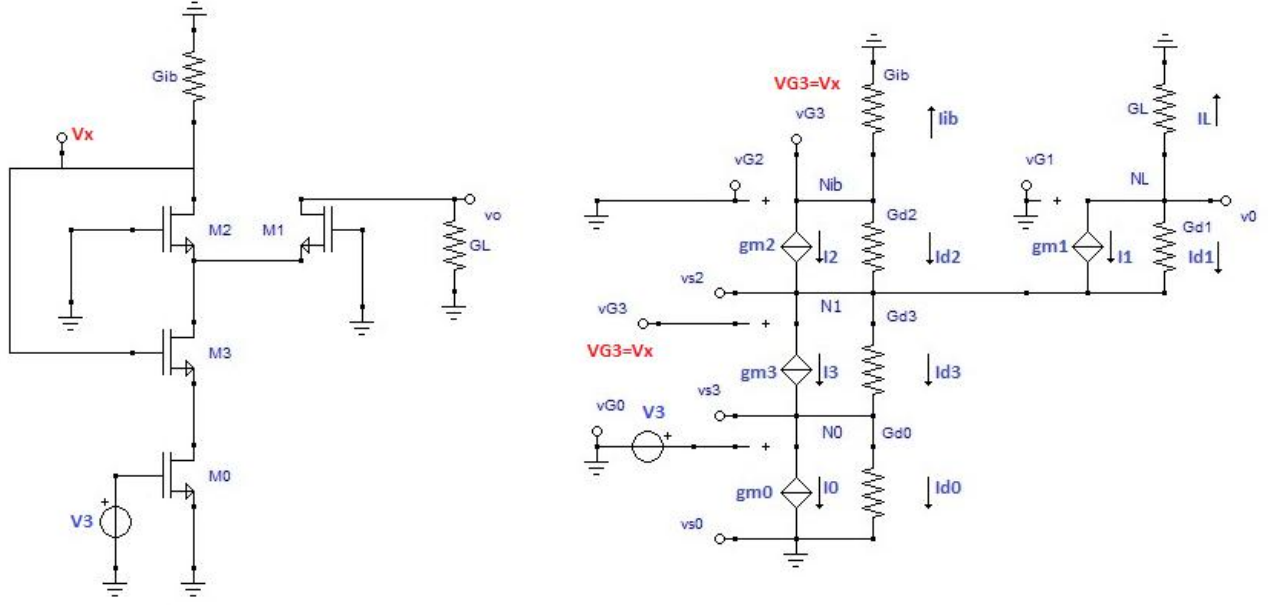 Gib
Vx
M2
M1
vo
GL
M3
M0
+
V3
VG3=Vx
Gib
vG3
Iib
GL
IL
vG2
+
Nib
vG1
+
NL
Gd2
gm2
I2
Id2
Gd1
v0
gm1
I1
Id1
vs2
N1
vG3
+
Gd3
VG3=Vx
gm3
I3
Id3
vs3
vG0
V3
+
+
N0
Gd0
gm0
I0
Id0
vs0